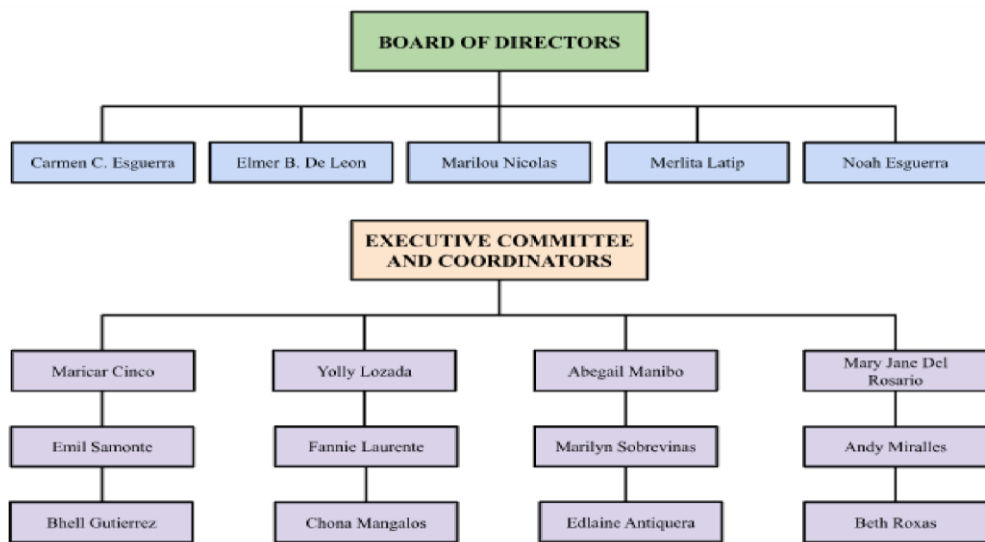 BOARD OF DIRECTORS
Carmen C. Esguerra
Elmer B. De Leon
Marilou Nicolas
Merlita Latip
Noah Esguerra
EXECUTIVE COMMITTEE
AND COORDINATORS
Maricar Cinco
Yolly Lozada
Abegail Manibo
Mary Jane Del
Rosario
Emil Samonte
Fannie Laurente
Marilyn Sobrevinas
Andy Miralles
Bhell Gutierrez
Chona Mangalos
Edlaine Antiquera
Beth Roxas